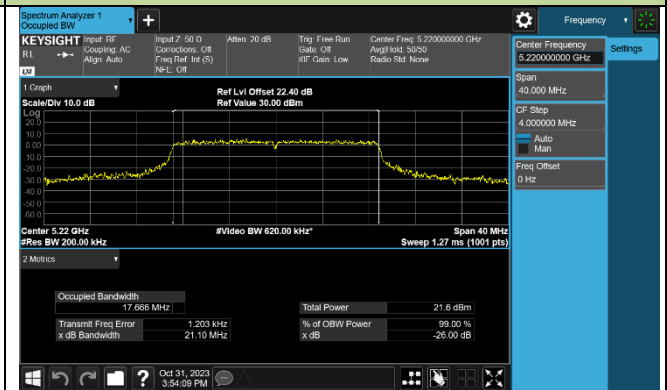 Spectrum Analyzer 1
Occupied BW
+
Frequency
KEYSIGHT Input: RF Input Z: 50 Ω Atten: 20 dB Trig: Free Run Center Freq: 5.220000000 GHz
RL Coupling: AC Corrections: Off Gate: Off Avg|Hold: 50/50
Align: Auto Freq Ref: Int (S) #IF Gain: Low Radio Std: None
LXI NFE: Off
1 Graph
Ref Lvl Offset 22.40 dB
Scale/Div 10.0 dB Ref Value 30.00 dBm
Log
20.0
10.0
0.00
-10.0
-20.0
-30.0
-40.0
-50.0
-60.0
Center 5.22 GHz #Video BW 620.00 kHz* Span 40 MHz
#Res BW 200.00 kHz Sweep 1.27 ms (1001 pts)
2 Metrics
Occupied Bandwidth
17.666 MHz
Total Power 21.6 dBm
Transmit Freq Error 1.203 kHz % of OBW Power 99.00 %
x dB Bandwidth 21.10 MHz x dB -26.00 dB
Center Frequency
5.220000000 GHz
Settings
Span
40.000 MHz
CF Step
4.000000 MHz
Auto
Man
Freq Offset
0 Hz
? Oct 31, 2023
3:54:09 PM